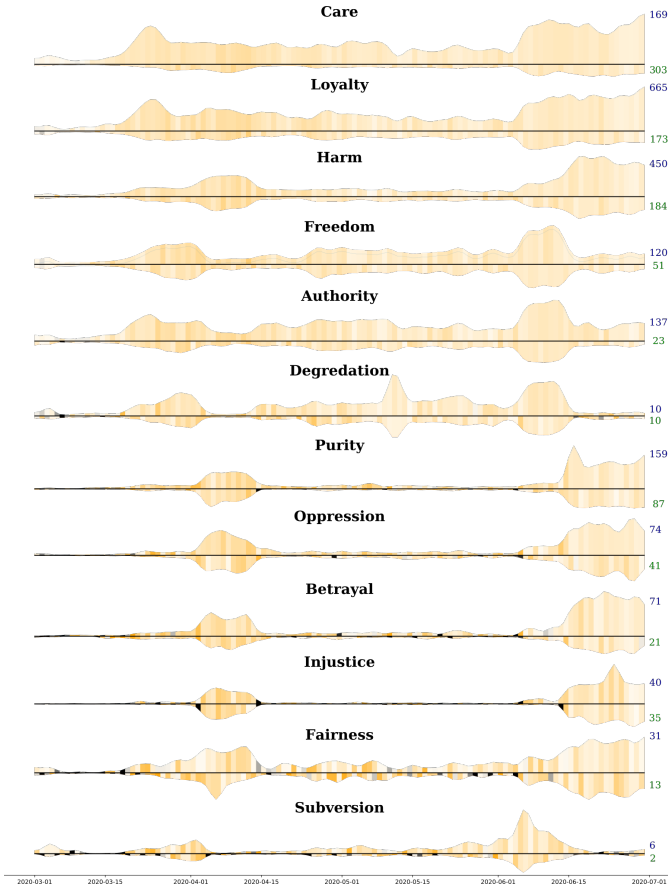 Care
169
303
Loyalty
665
173
Harm
450
184
Freedom
120
51
Authority
137
23
Degredation
10
10
Purity
159
87
Oppression
74
41
Betrayal
71
21
Injustice
40
35
Fairness
31
13
Subversion
6
2
2020-03-01 2020-03-15 2020-04-01 2020-04-15 2020-05-01 2020-05-15 2020-06-01 2020-06-15 2020-07-01